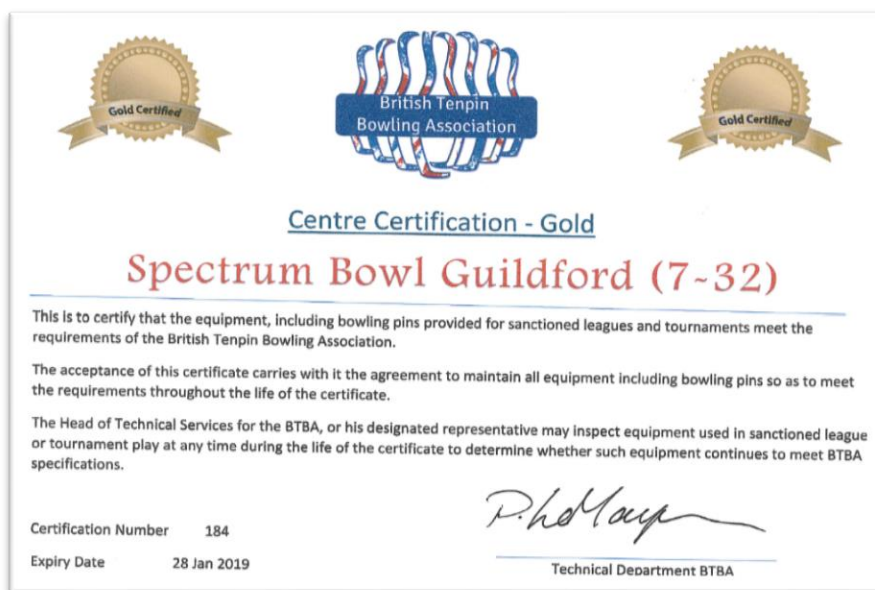 Gold Certified
British Tenpin
Bowling Association
Gold Certified
Centre Certification - Gold
Spectrum Bowl Guildford (7-32)
This is to certify that the equipment, including bowling pins provided for sanctioned leagues and tournaments meet the
requirements of the British Tenpin Bowling Association.
The acceptance of this certificate carries with it the agreement to maintain all equipment including bowling pins so as to meet
the requirements throughout the life of the certificate.
The Head of Technical Services for the BTBA, or his designated representative may inspect equipment used in sanctioned league
or tournament play at any time during the life of the certificate to determine whether such equipment continues to meet BTBA
specifications.
Certification Number 184
Expiry Date 28 Jan 2019
Technical Department BTBA